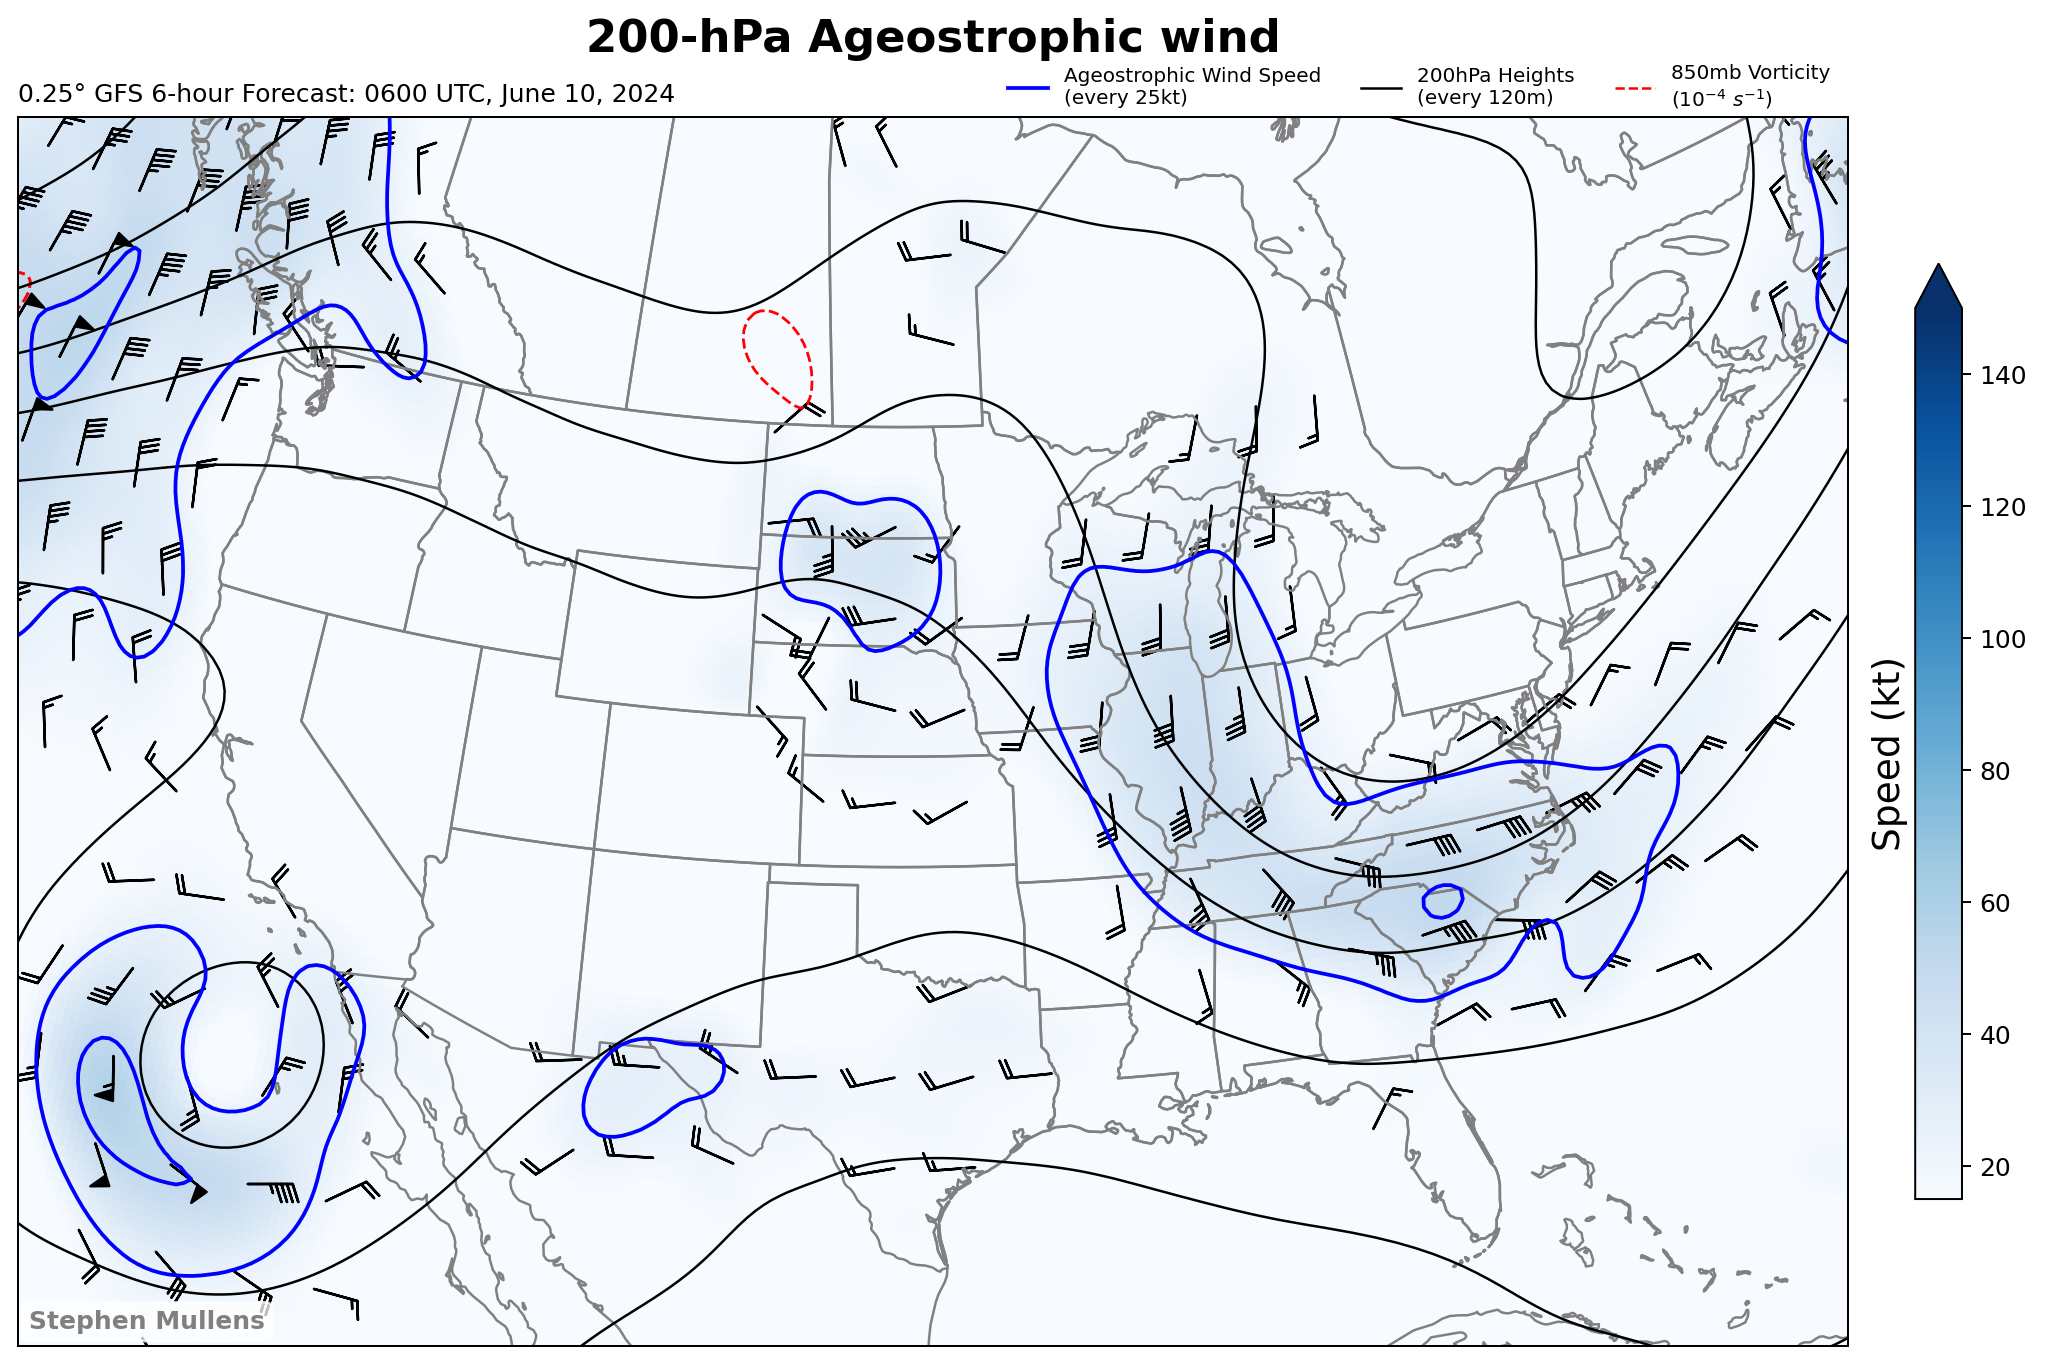 200-hPa Ageostrophic wind
0.25° GFS 6-hour Forecast: 0600 UTC, June 10, 2024
Ageostrophic Wind Speed
(every 25kt)
200hPa Heights
(every 120m)
850mb Vorticity
(10⁻⁴ s⁻¹)
140
120
100
80
60
40
20
Speed (kt)
Stephen Mullens